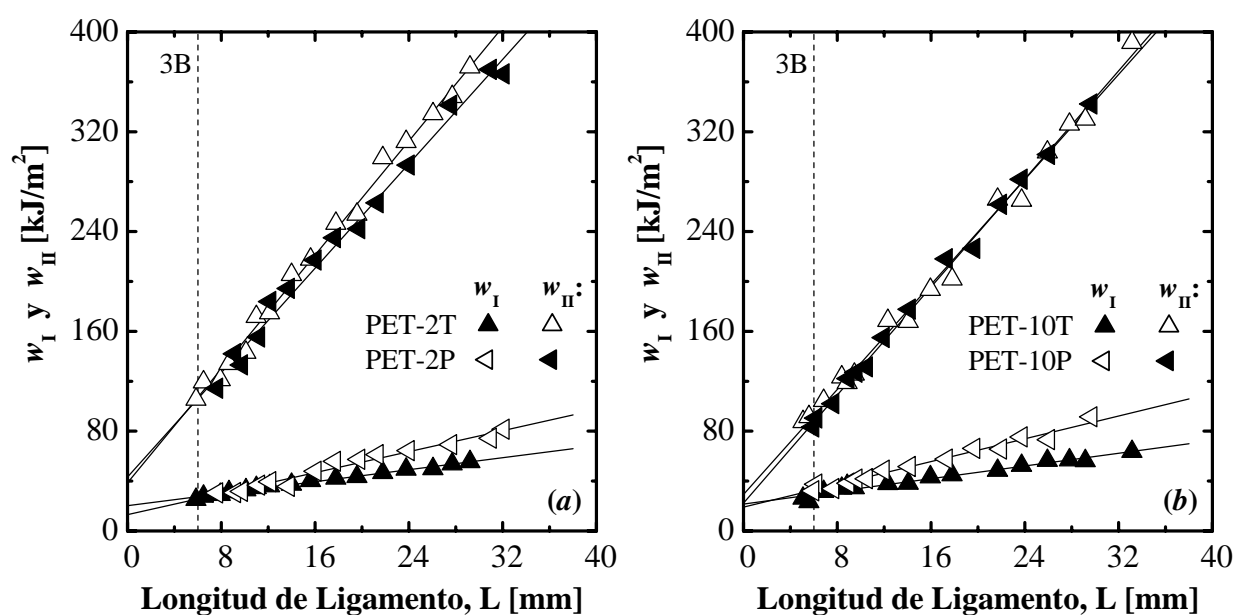 400
320
240
160
80
0
w_I y w_II [kJ/m²]
3B
w_I w_II:
PET-2T
PET-2P
(a)
0 8 16 24 32 40
Longitud de Ligamento, L [mm]
400
320
240
160
80
0
w_I y w_II [kJ/m²]
3B
w_I w_II:
PET-10T
PET-10P
(b)
0 8 16 24 32 40
Longitud de Ligamento, L [mm]